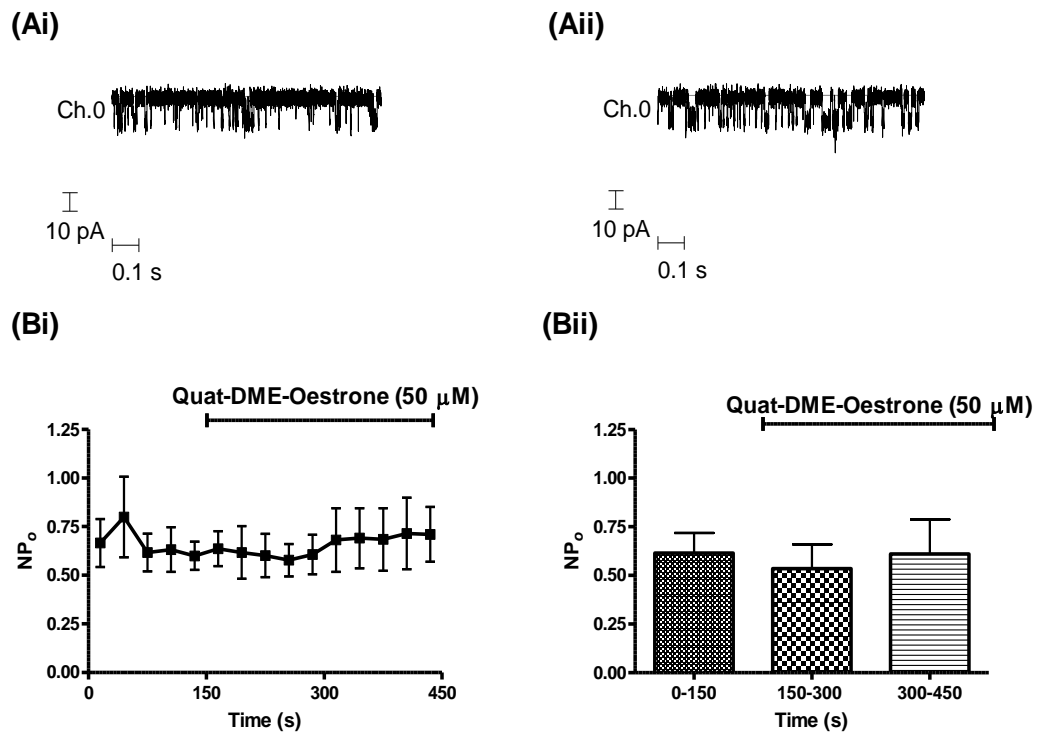 (Ai)
(Aii)
Ch.0
Ch.0
10 pA
0.1 s
10 pA
0.1 s
(Bi)
(Bii)
Quat-DME-Oestrone (50 μM)
1.25
1.00
0.75
0.50
0.25
0.00
NPo
0 150 300 450
Time (s)
Quat-DME-Oestrone (50 μM)
1.25
1.00
0.75
0.50
0.25
0.00
NPo
0-150 150-300 300-450
Time (s)